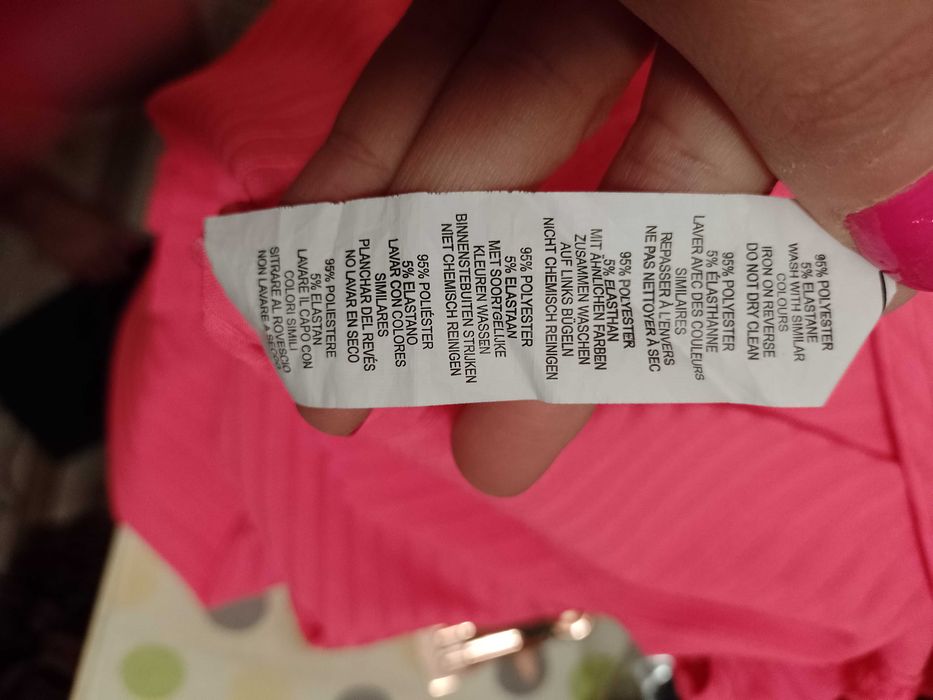 95% POLYESTER
5% ELASTANE
WASH WITH SIMILAR
COLOURS
IRON ON REVERSE
DO NOT DRY CLEAN
95% POLYESTER
5% ÉLASTHANNE
LAVER AVEC DES COULEURS
SIMILAIRES
REPASSER À L'ENVERS
NE PAS NETTOYER À SEC
95% POLYESTER
5% ELASTHAN
MIT ÄHNLICHEN FARBEN
ZUSAMMEN WASCHEN
AUF LINKS BÜGELN
NICHT CHEMISCH REINIGEN
95% POLYESTER
5% ELASTAAN
MET SOORTGELIJKE
KLEUREN WASSEN
BINNENSTEBUITEN STRIJKEN
NIET CHEMISCH REINIGEN
95% POLIÉSTER
5% ELASTANO
LAVAR CON COLORES
SIMILARES
PLANCHAR DEL REVÉS
NO LAVAR EN SECO
95% POLIESTERE
5% ELASTAN
LAVARE IL CAPO CON
COLORI SIMILI
SITRARE AL ROVESCIO
NON LAVARE A SECCO